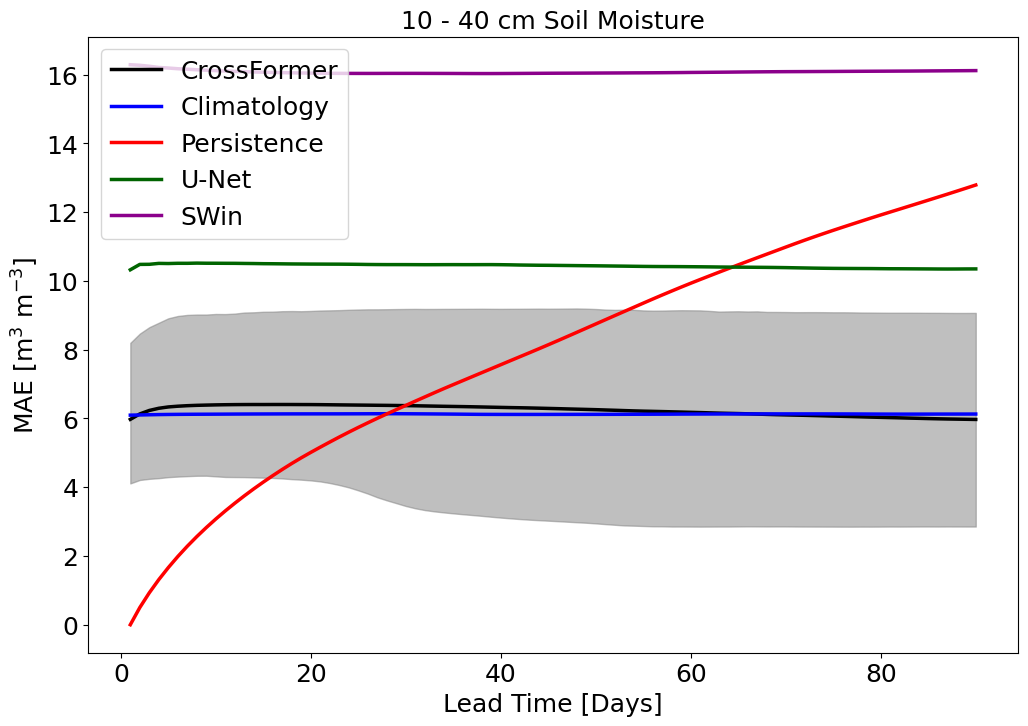 10 - 40 cm Soil Moisture
CrossFormer
Climatology
Persistence
U-Net
SWin
MAE [m³ m⁻³]
16
14
12
10
8
6
4
2
0
0 20 40 60 80
Lead Time [Days]